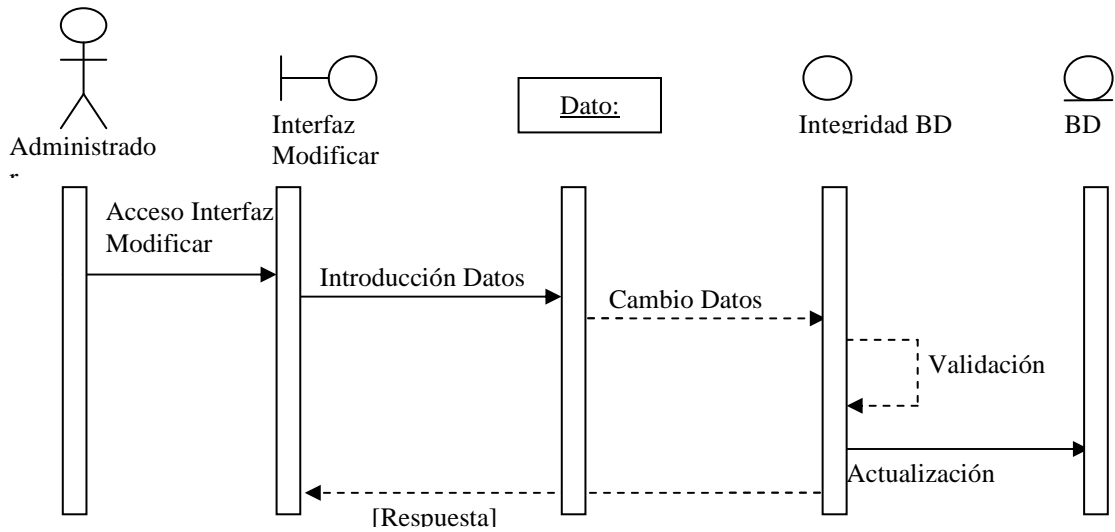 Administrado
r
Interfaz
Modificar
Dato:
Integridad BD
BD
Acceso Interfaz
Modificar
Introducción Datos
Cambio Datos
Validación
Actualización
[Respuesta]